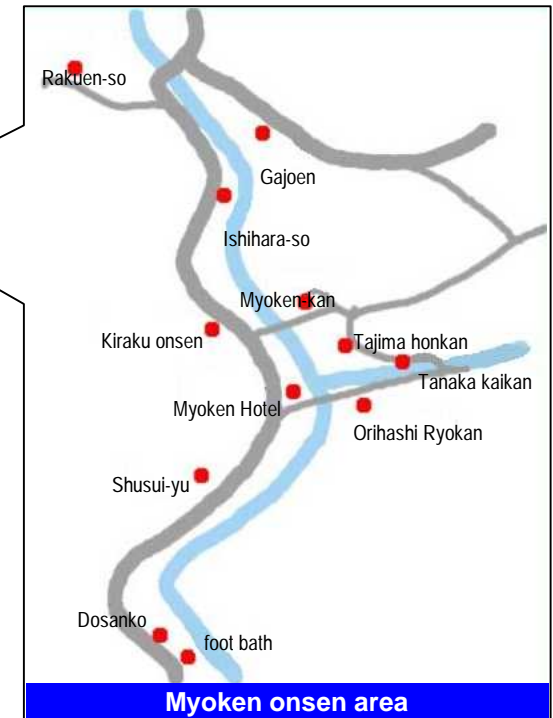 Rakuen-so
Gajoen
Ishihara-so
Myoken-kan
Kiraku onsen
Tajima honkan
Tanaka kaikan
Myoken Hotel
Orihashi Ryokan
Shusui-yu
Dosanko
foot bath
Myoken onsen area